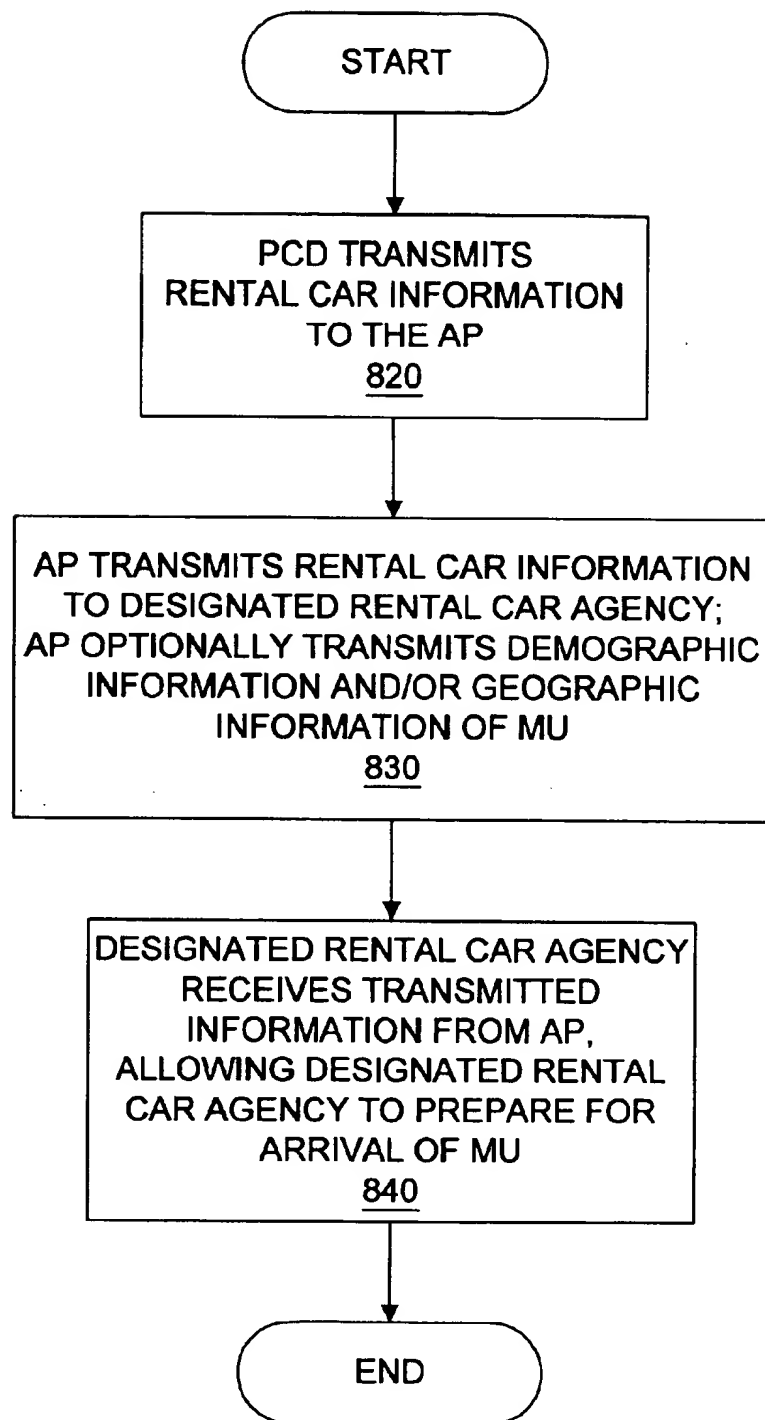 START
PCD TRANSMITS
RENTAL CAR INFORMATION
TO THE AP
820
AP TRANSMITS RENTAL CAR INFORMATION
TO DESIGNATED RENTAL CAR AGENCY;
AP OPTIONALLY TRANSMITS DEMOGRAPHIC
INFORMATION AND/OR GEOGRAPHIC
INFORMATION OF MU
830
DESIGNATED RENTAL CAR AGENCY
RECEIVES TRANSMITTED
INFORMATION FROM AP,
ALLOWING DESIGNATED RENTAL
CAR AGENCY TO PREPARE FOR
ARRIVAL OF MU
840
END